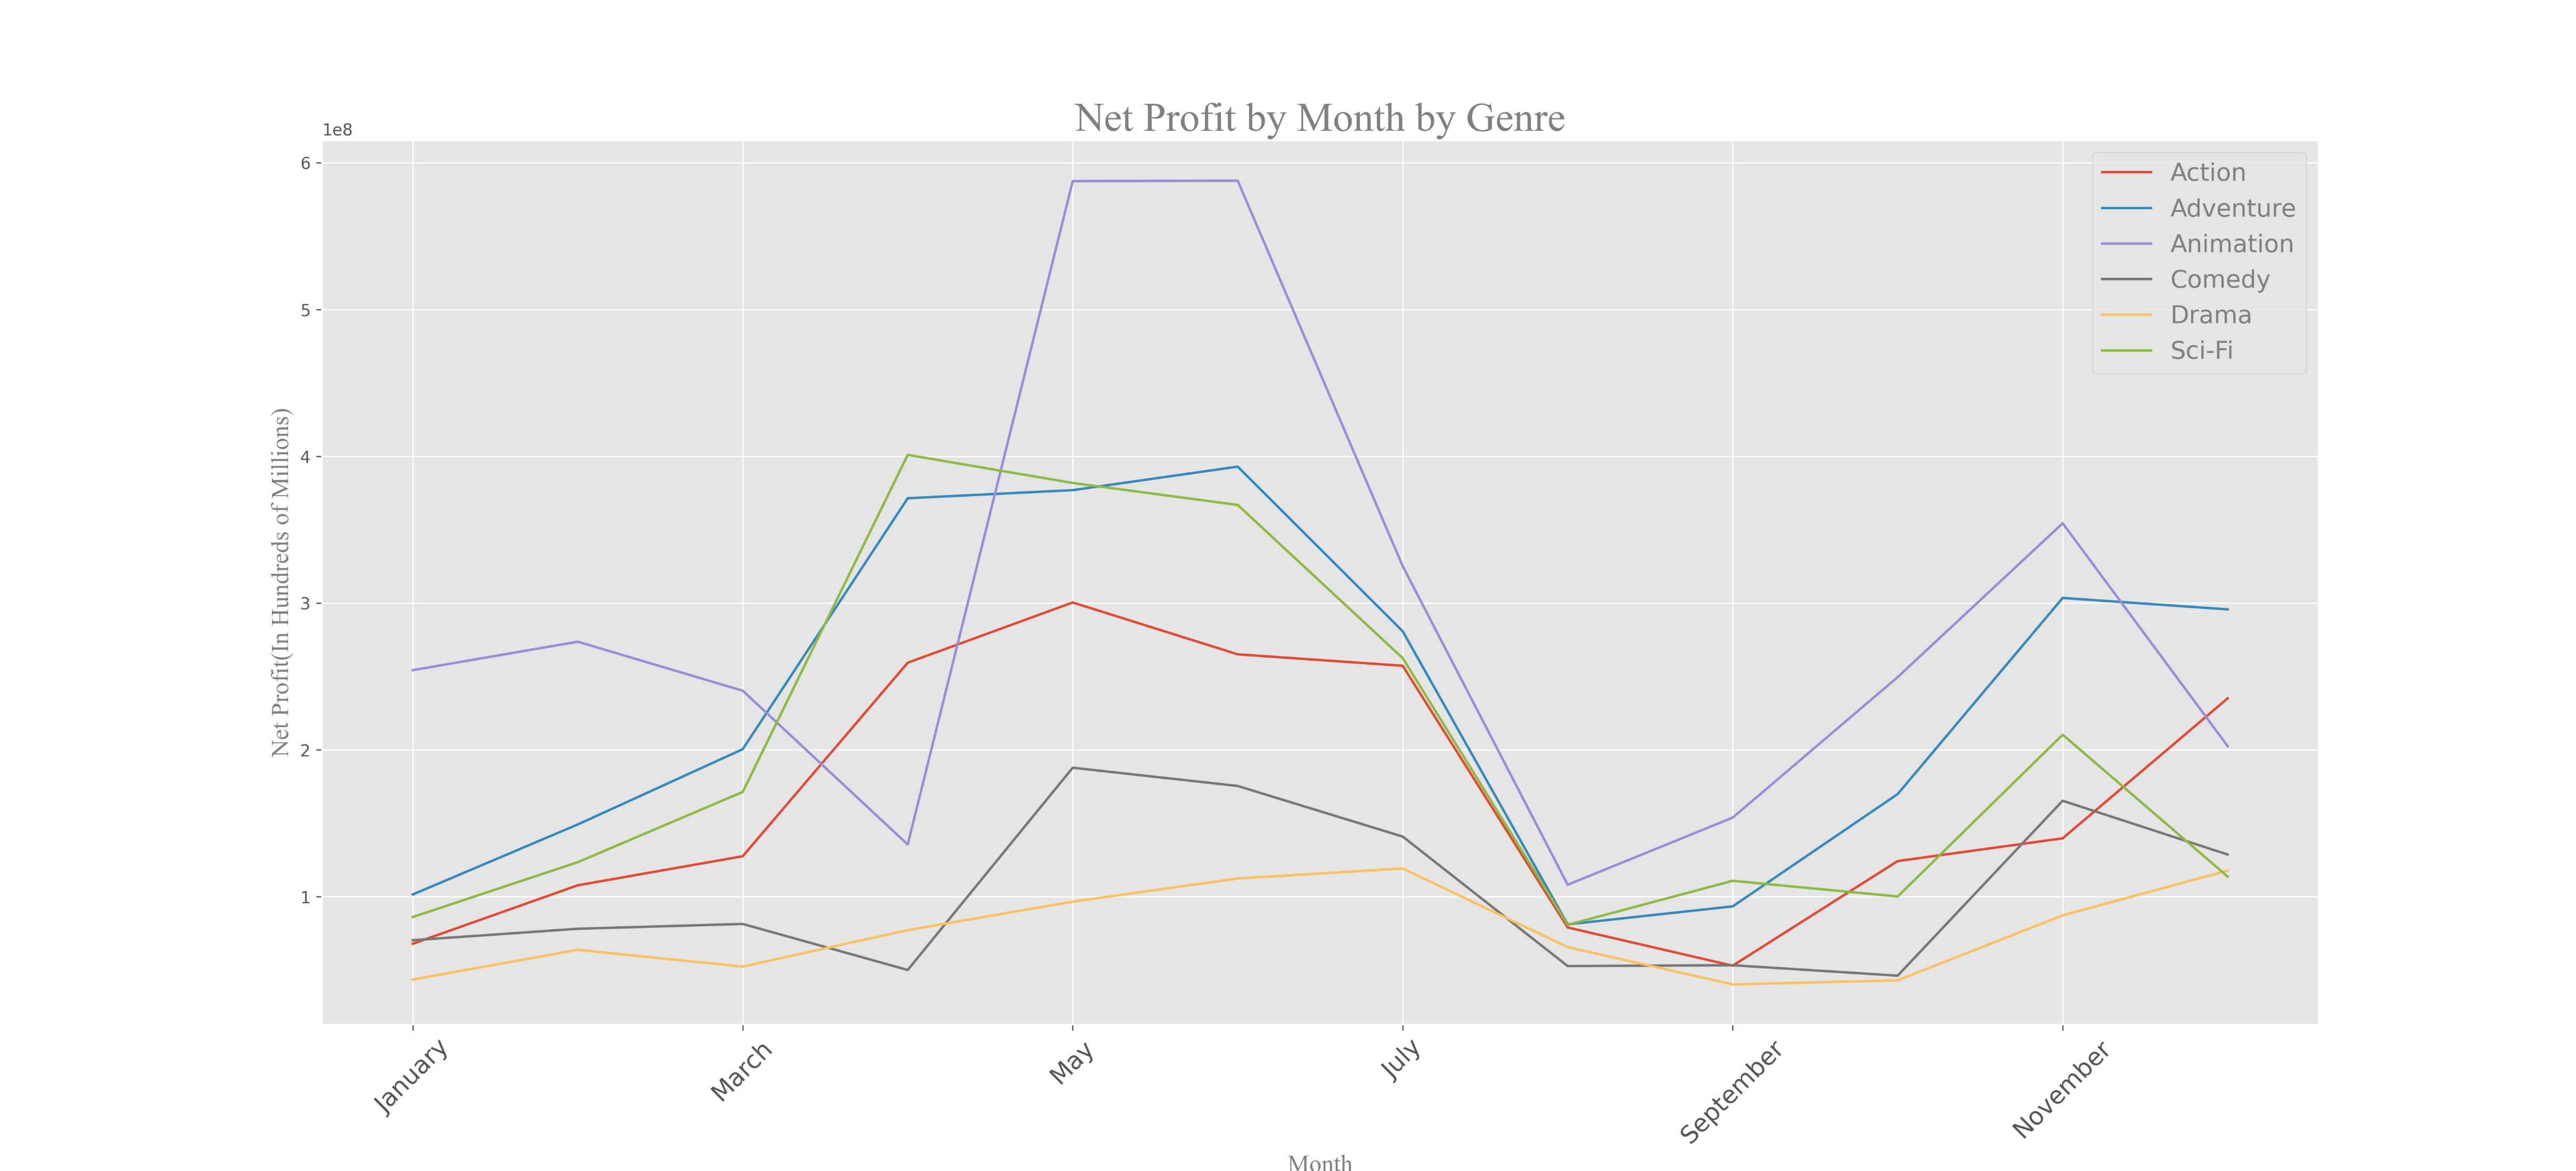 Net Profit by Month by Genre
1e8
6
5
4
3
2
1
Net Profit(In Hundreds of Millions)
Action
Adventure
Animation
Comedy
Drama
Sci-Fi
January
March
May
July
September
November
Month